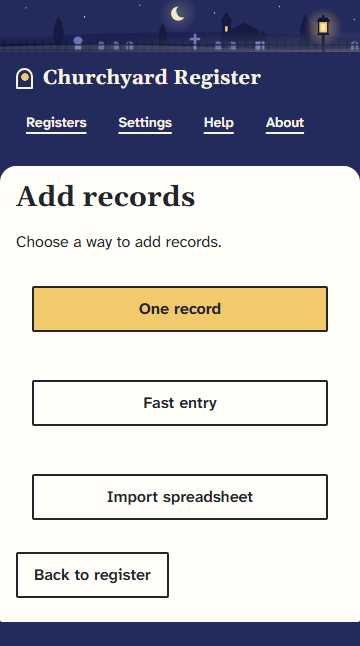 Churchyard Register
Registers Settings Help About
Add records
Choose a way to add records.
One record
Fast entry
Import spreadsheet
Back to register